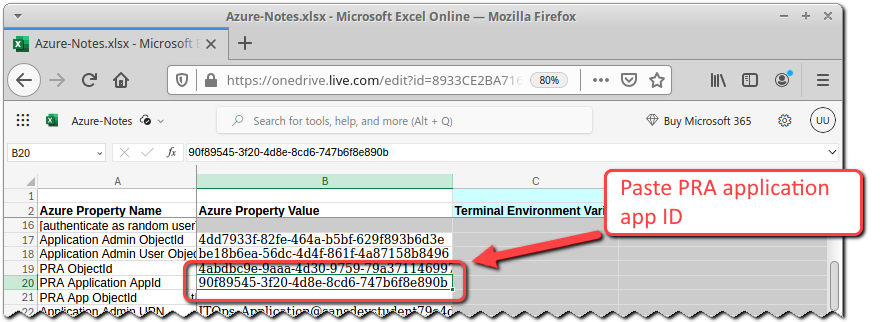 Azure-Notes.xlsx - Microsoft Excel Online — Mozilla Firefox
Azure-Notes.xlsx - Microsoft E
https://onedrive.live.com/edit?id=8933CE2BA716
80%
Azure-Notes
Search for tools, help, and more (Alt + Q)
Buy Microsoft 365
UU
B20
fx
90f89545-3f20-4d8e-8cd6-747b6f8e890b
Paste PRA application
app ID
A B C
1
2 Azure Property Name Azure Property Value Terminal Environment Vari
16 [authenticate as random user
17 Application Admin ObjectId 4dd7933f-82fe-464a-b5bf-629f893b6d3e
18 Application Admin User Objec be18b6ea-56dc-4d4f-861f-4a87158b8496
19 PRA ObjectId 4abdbc9e-9aaa-4d30-9759-79a371146997
20 PRA Application AppId 90f89545-3f20-4d8e-8cd6-747b6f8e890b
21 PRA App ObjectId
22 Application Admin UPN